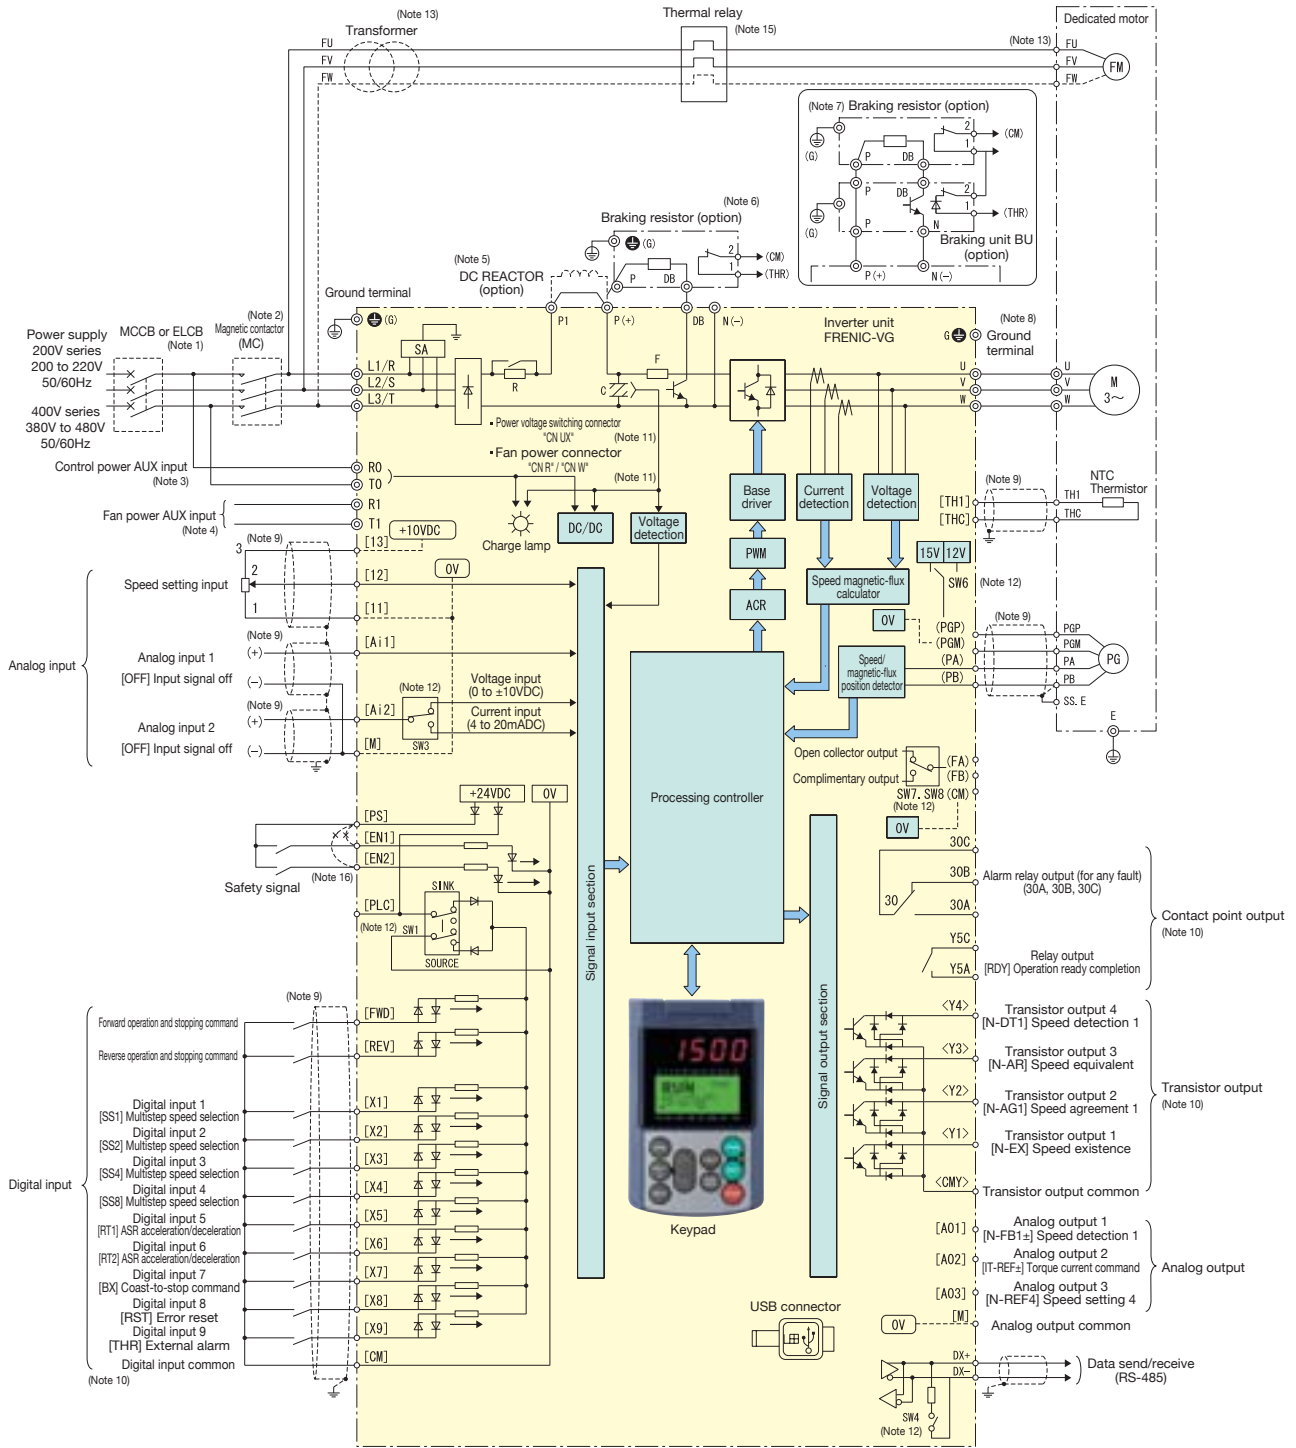 (Note 13)
Transformer
Thermal relay
(Note 15)
Dedicated motor
(Note 13)
FU
FV
FW
FU
FV
FW
FM
(Note 7) Braking resistor (option)
2
1
(CM)
(G)
P
DB
P
DB
2
1
(THR)
(G)
P
N
Braking unit BU
(option)
P(+)
N(-)
(Note 6)
Braking resistor (option)
(G)
2
1
(CM)
(THR)
P
DB
(Note 5)
DC REACTOR
(option)
Ground terminal
(G)
P1
P(+)
DB
N(-)
Inverter unit
FRENIC-VG
(Note 8)
G
Ground
terminal
Power supply
200V series
200 to 220V
50/60Hz
400V series
380V to 480V
50/60Hz
MCCB or ELCB
(Note 1)
(Note 2)
Magnetic contactor
(MC)
L1/R
L2/S
L3/T
SA
R
C
F
U
V
W
U
V
W
M
3~
▪ Power voltage switching connector
"CN UX"
(Note 11)
▪ Fan power connector
"CN R" / "CN W"
(Note 11)
Control power AUX input
(Note 3)
R0
T0
Fan power AUX input
(Note 4)
R1
T1
Charge lamp
DC/DC
Voltage
detection
Base
driver
Current
detection
Voltage
detection
PWM
ACR
Speed magnetic-flux
calculator
[TH1]
[THC]
(Note 9)
TH1
THC
NTC
Thermistor
15V
12V
SW6
(Note 12)
0V
(PGP)
(PGM)
(PA)
(PB)
Speed/
magnetic-flux
position detector
(Note 9)
PGP
PGM
PA
PB
SS.E
PG
E
+10VDC
0V
(Note 9)
3
2
1
[13]
[12]
[11]
Speed setting input
Analog input
(Note 9)
Analog input 1
[OFF] Input signal off
(+)
(-)
[Ai1]
(Note 9)
Analog input 2
[OFF] Input signal off
(+)
(-)
[Ai2]
[M]
(Note 12)
SW3
Voltage input
(0 to ±10VDC)
Current input
(4 to 20mADC)
Processing controller
Signal input section
Signal output section
Open collector output
Complimentary output
(FA)
(FB)
SW7. SW8
(CM)
(Note 12)
0V
+24VDC
0V
[PS]
[EN1]
[EN2]
Safety signal
(Note 16)
[PLC]
(Note 12)
SINK
SW1
SOURCE
30C
30B
30A
30
Alarm relay output (for any fault)
(30A, 30B, 30C)
Y5C
Y5A
Relay output
[RDY] Operation ready completion
Contact point output
(Note 10)
(Note 9)
Digital input
(Note 10)
Forward operation and stopping command
[FWD]
Reverse operation and stopping command
[REV]
Digital input 1
[SS1] Multistep speed selection
[X1]
Digital input 2
[SS2] Multistep speed selection
[X2]
Digital input 3
[SS4] Multistep speed selection
[X3]
Digital input 4
[SS8] Multistep speed selection
[X4]
Digital input 5
[RT1] ASR acceleration/deceleration
[X5]
Digital input 6
[RT2] ASR acceleration/deceleration
[X6]
Digital input 7
[BX] Coast-to-stop command
[X7]
Digital input 8
[RST] Error reset
[X8]
Digital input 9
[THR] External alarm
[X9]
Digital input common
[CM]
1500
RUN
Keypad
USB connector
<Y4>
Transistor output 4
[N-DT1] Speed detection 1
<Y3>
Transistor output 3
[N-AR] Speed equivalent
<Y2>
Transistor output 2
[N-AG1] Speed agreement 1
<Y1>
Transistor output 1
[N-EX] Speed existence
<CMY>
Transistor output common
Transistor output
(Note 10)
[A01]
Analog output 1
[N-FB1±] Speed detection 1
[A02]
Analog output 2
[IT-REF±] Torque current command
[A03]
Analog output 3
[N-REF4] Speed setting 4
Analog output
0V
[M]
Analog output common
DX+
DX-
Data send/receive
(RS-485)
SW4
(Note 12)